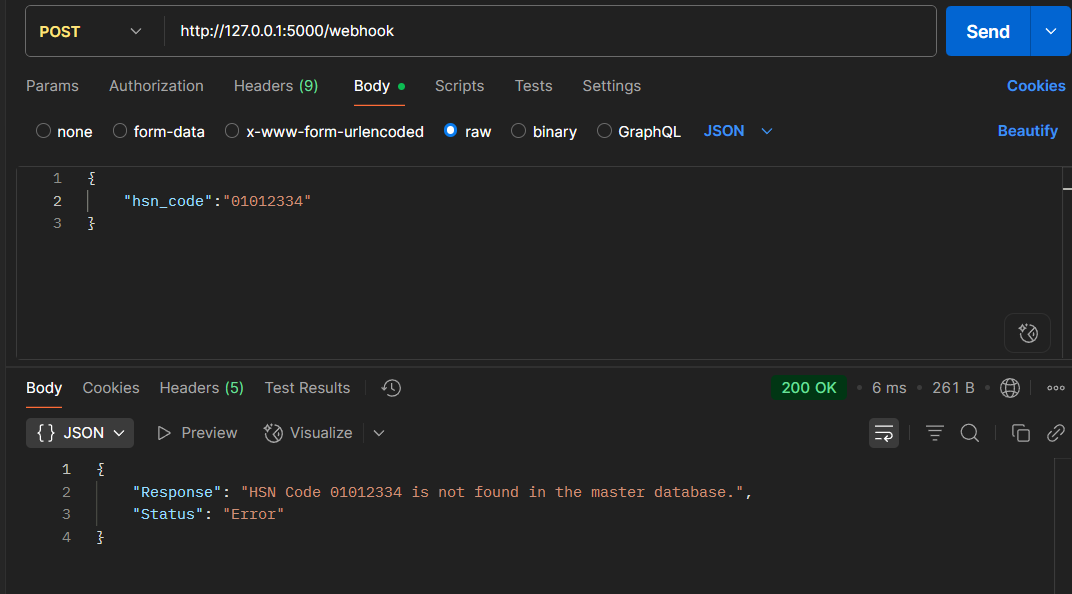 POST http://127.0.0.1:5000/webhook Send
Params Authorization Headers (9) Body Scripts Tests Settings Cookies
none form-data x-www-form-urlencoded raw binary GraphQL JSON Beautify
1 {
2 "hsn_code":"01012334"
3 }
Body Cookies Headers (5) Test Results 200 OK 6 ms 261 B
{} JSON Preview Visualize
1 {
2 "Response": "HSN Code 01012334 is not found in the master database.",
3 "Status": "Error"
4 }